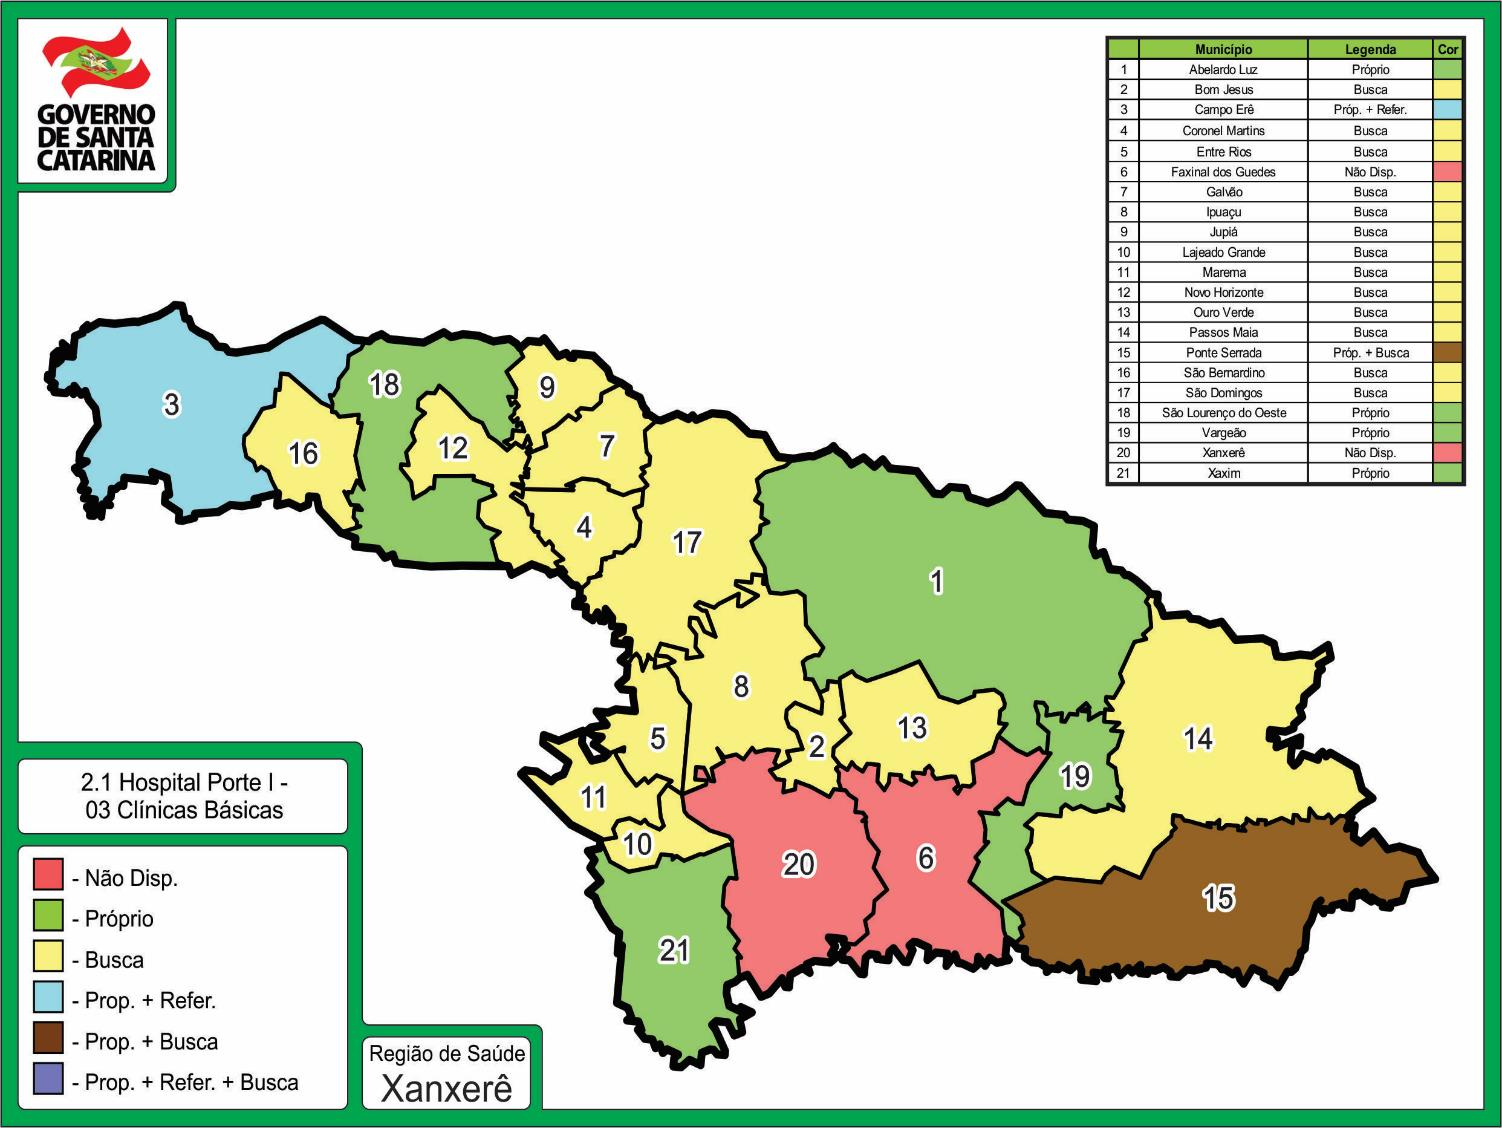 GOVERNO
DE SANTA
CATARINA
Município Legenda Cor
1 Abelardo Luz Próprio
2 Bom Jesus Busca
3 Campo Erê Próp. + Refer.
4 Coronel Martins Busca
5 Entre Rios Busca
6 Faxinal dos Guedes Não Disp.
7 Galvão Busca
8 Ipuaçu Busca
9 Jupiá Busca
10 Lajeado Grande Busca
11 Marema Busca
12 Novo Horizonte Busca
13 Ouro Verde Busca
14 Passos Maia Busca
15 Ponte Serrada Próp. + Busca
16 São Bernardino Busca
17 São Domingos Busca
18 São Lourenço do Oeste Próprio
19 Vargeão Próprio
20 Xanxerê Não Disp.
21 Xaxim Próprio
3
18
9
16
12
7
4
17
1
8
5
2
13
14
19
11
10
20
6
15
21
2.1 Hospital Porte I -
03 Clínicas Básicas
- Não Disp.
- Próprio
- Busca
- Prop. + Refer.
- Prop. + Busca
- Prop. + Refer. + Busca
Região de Saúde
Xanxerê